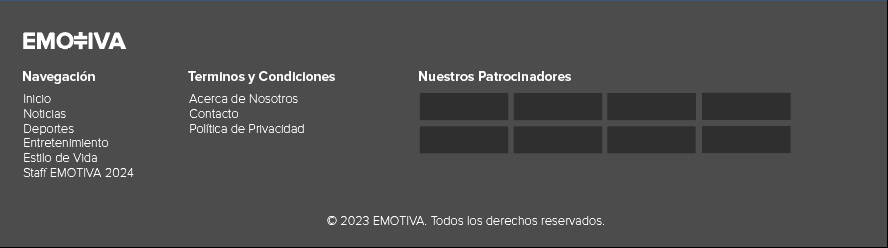 EMOTIVA
Navegación
Inicio
Noticias
Deportes
Entretenimiento
Estilo de Vida
Staff EMOTIVA 2024
Terminos y Condiciones
Acerca de Nosotros
Contacto
Política de Privacidad
Nuestros Patrocinadores
© 2023 EMOTIVA. Todos los derechos reservados.